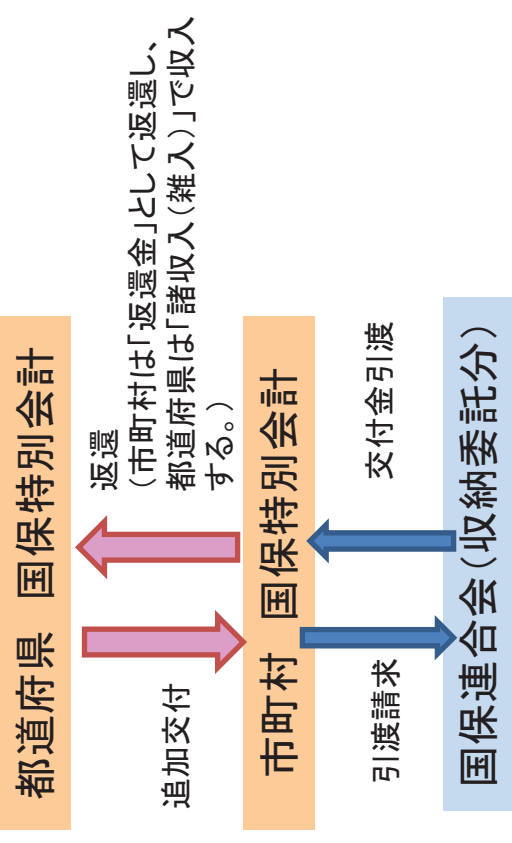 都道府県　国保特別会計
追加交付
返還
(市町村は「返還金」として返還し、
都道府県は「諸収入(雑入)」で収入
する。)
市町村　国保特別会計
引渡請求
交付金引渡
国保連合会(収納委託分)